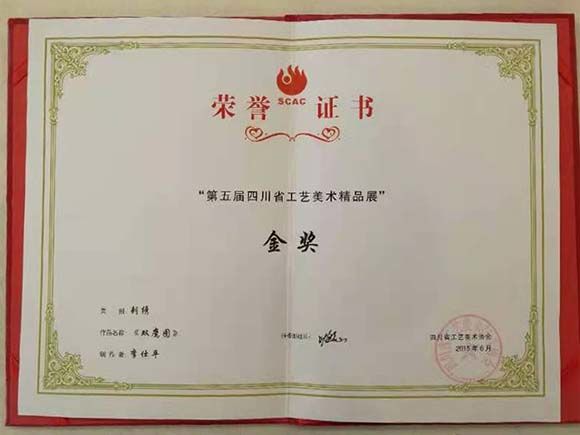 SCAC
荣誉证书
“第五届四川省工艺美术精品展”
金奖
类 别:刺绣
作品名称:《双鹰图》
制作者:李仕平
四川省工艺美术协会
2015年6月